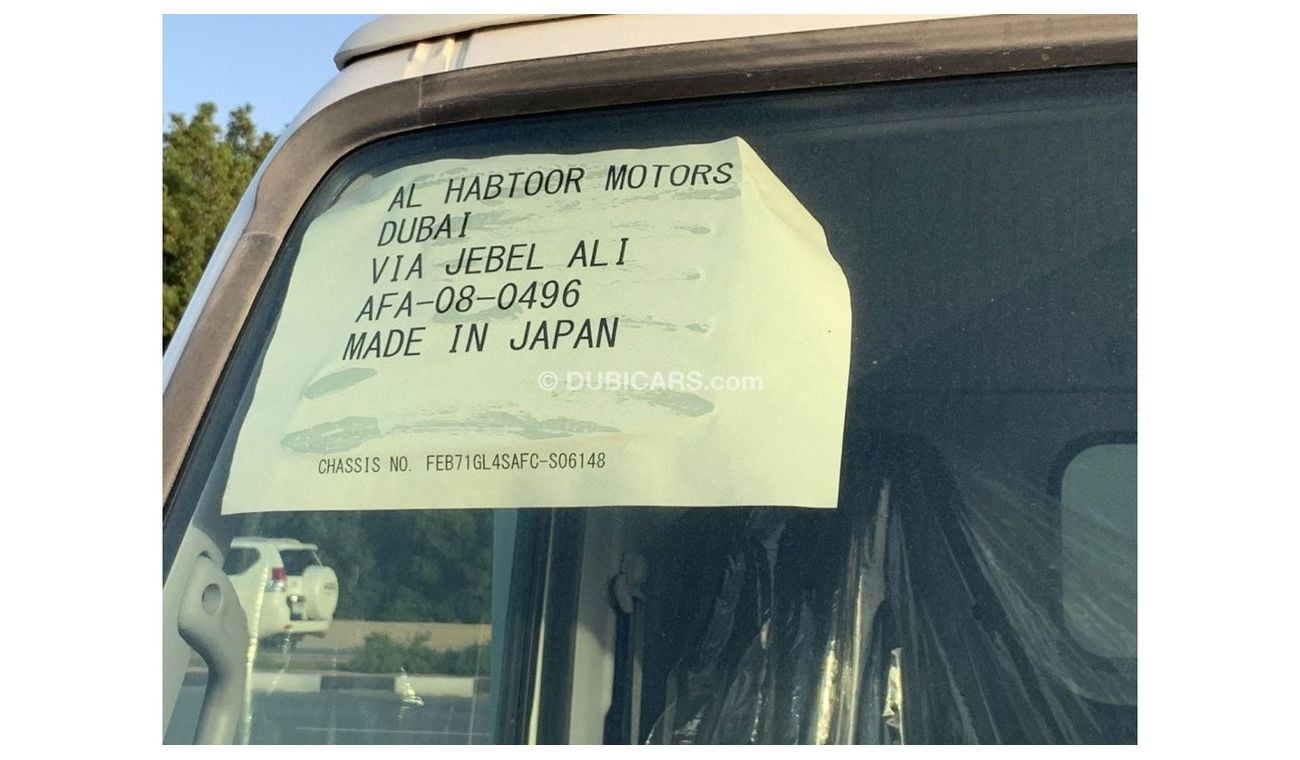 AL HABTOOR MOTORS
DUBAI
VIA JEBEL ALI
AFA-08-0496
MADE IN JAPAN
© DUBICARS.com
CHASSIS NO. FEB71GL4SAFC-S06148